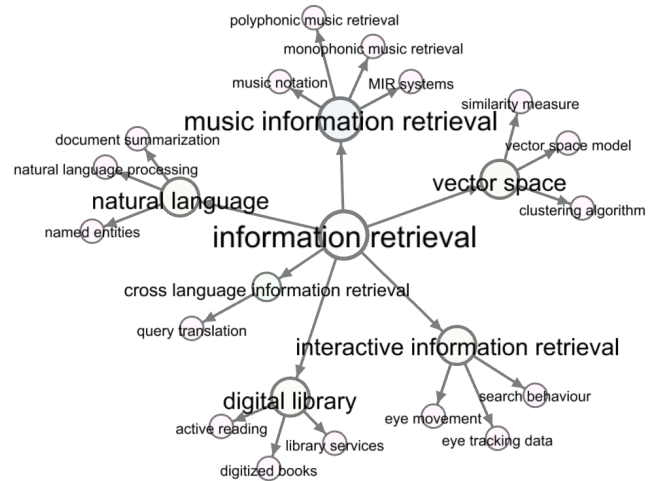 polyphonic music retrieval
monophonic music retrieval
music notation
MIR systems
music information retrieval
similarity measure
vector space model
vector space
clustering algorithm
document summarization
natural language processing
natural language
named entities
information retrieval
cross language information retrieval
query translation
interactive information retrieval
search behaviour
eye movement
eye tracking data
digital library
active reading
library services
digitized books